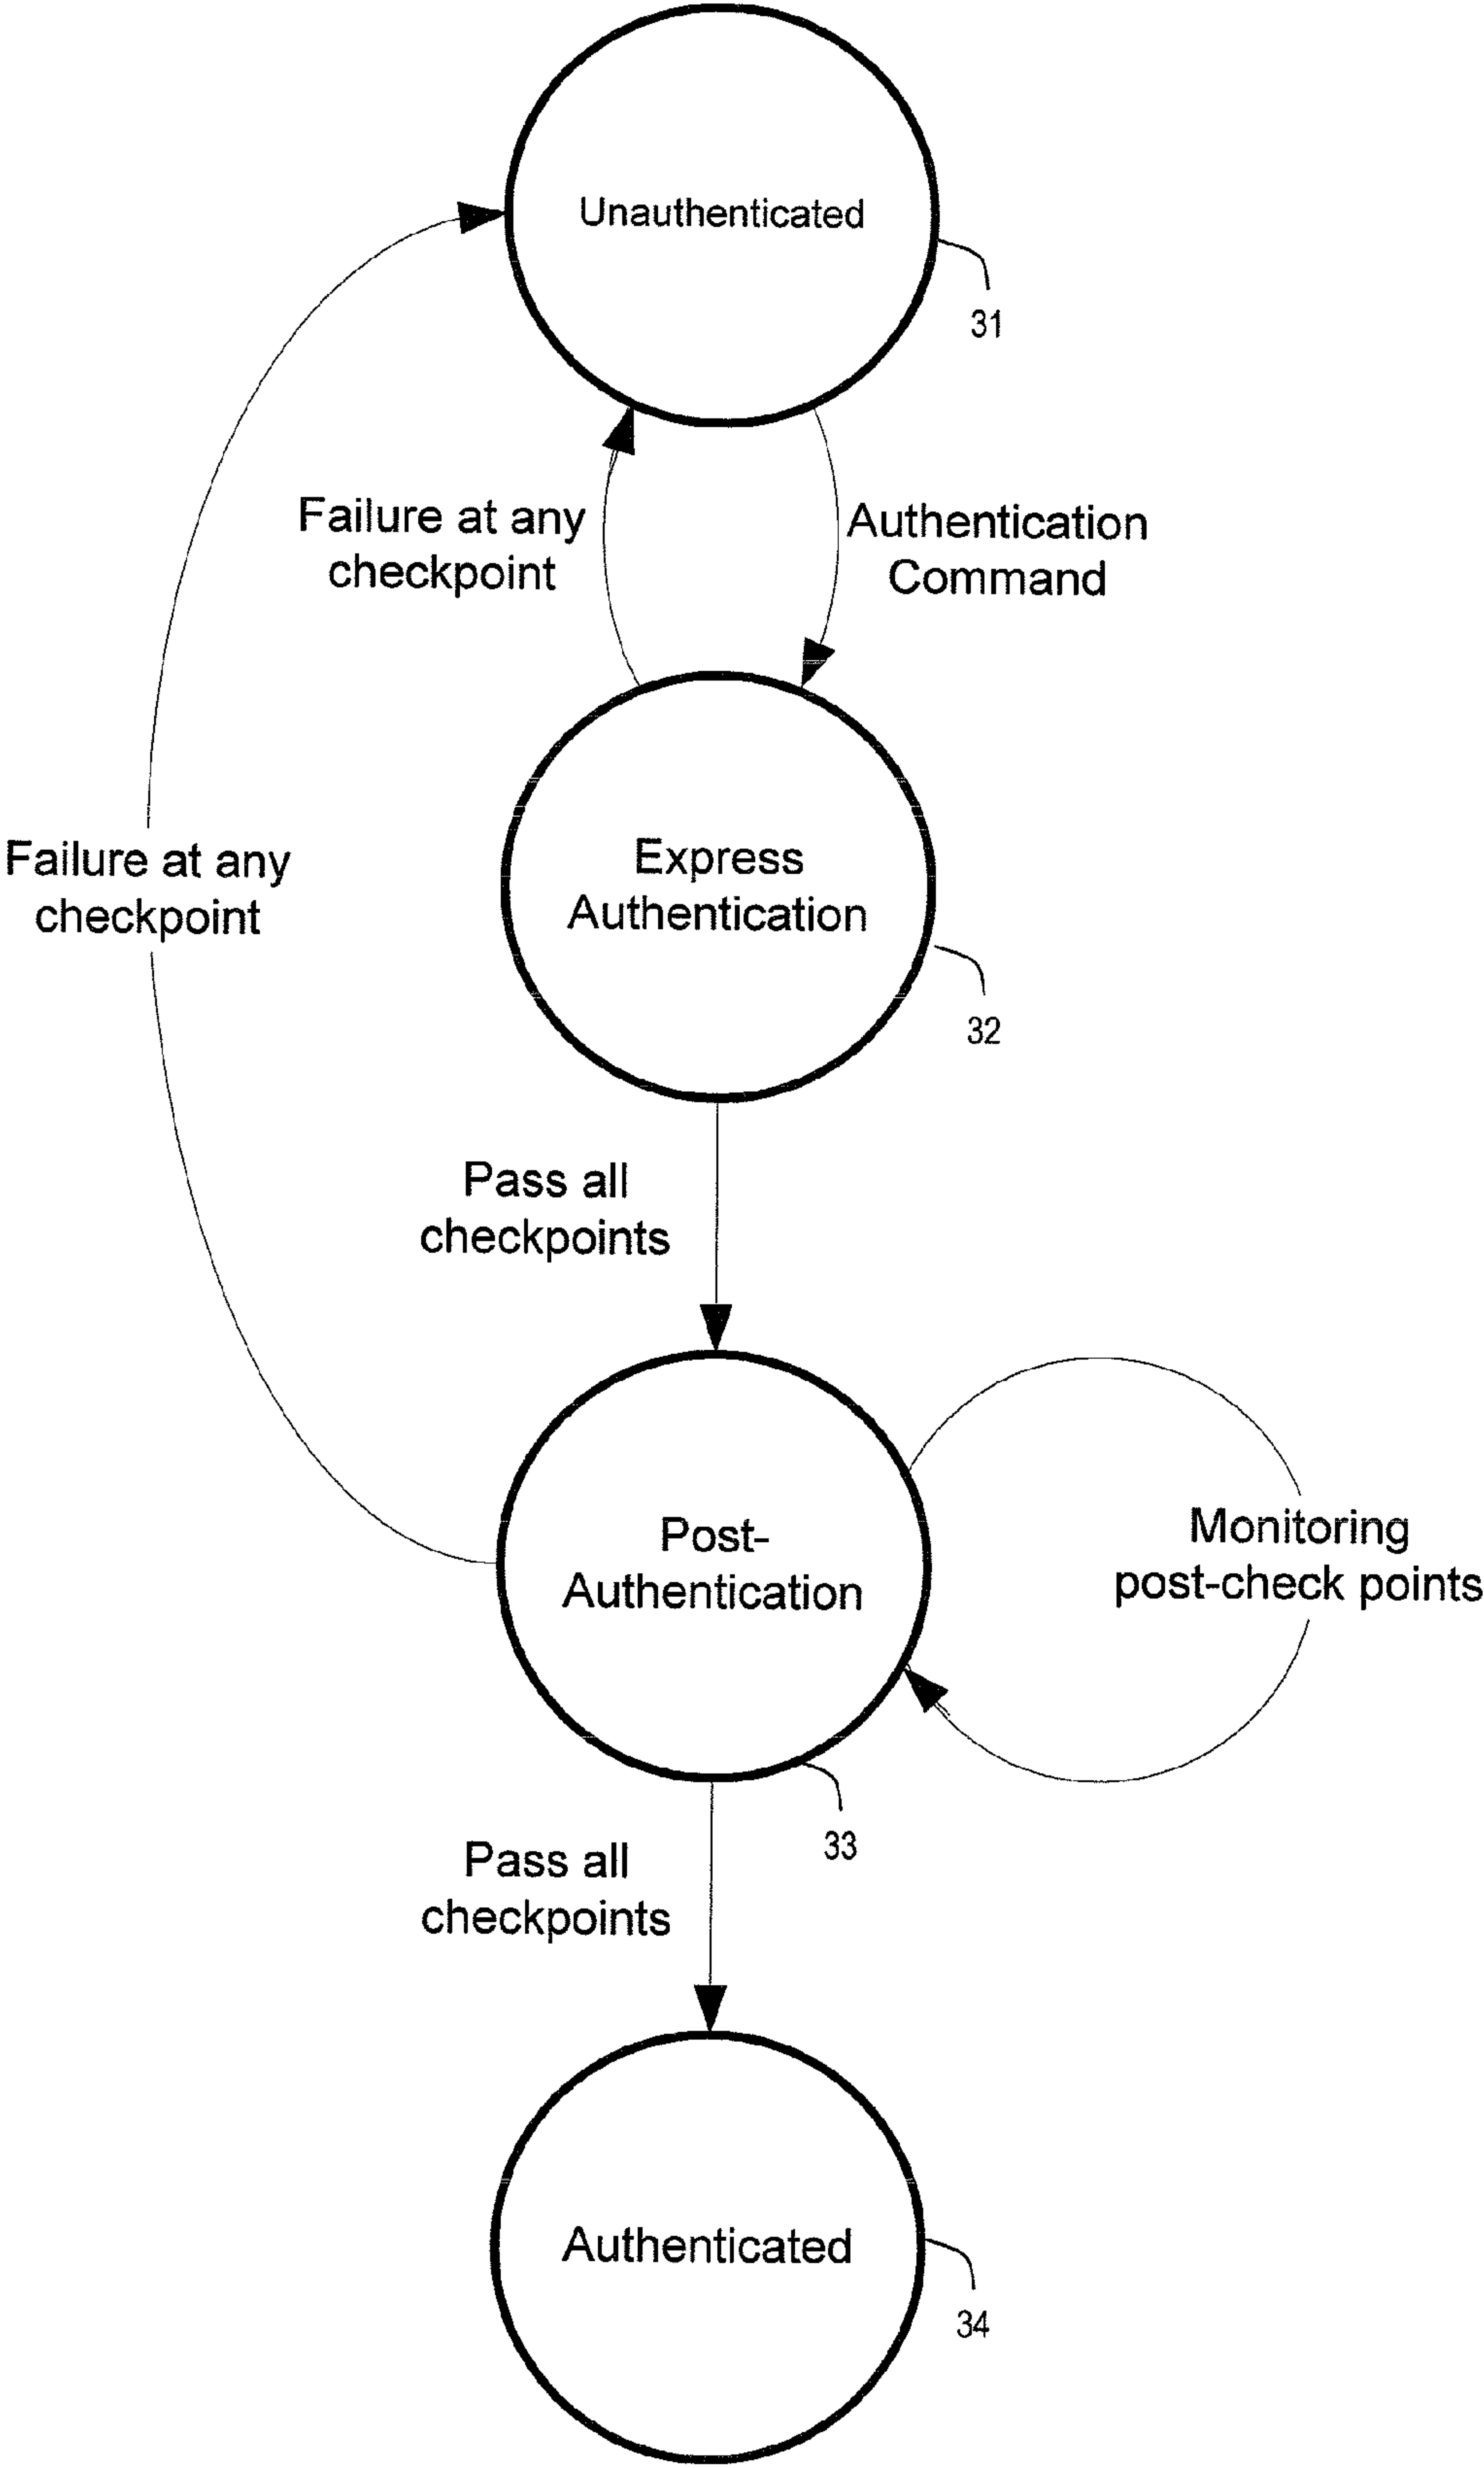 Unauthenticated
31
Failure at any
checkpoint
Authentication
Command
Failure at any
checkpoint
Express
Authentication
32
Pass all
checkpoints
Post-
Authentication
Monitoring
post-check points
33
Pass all
checkpoints
Authenticated
34